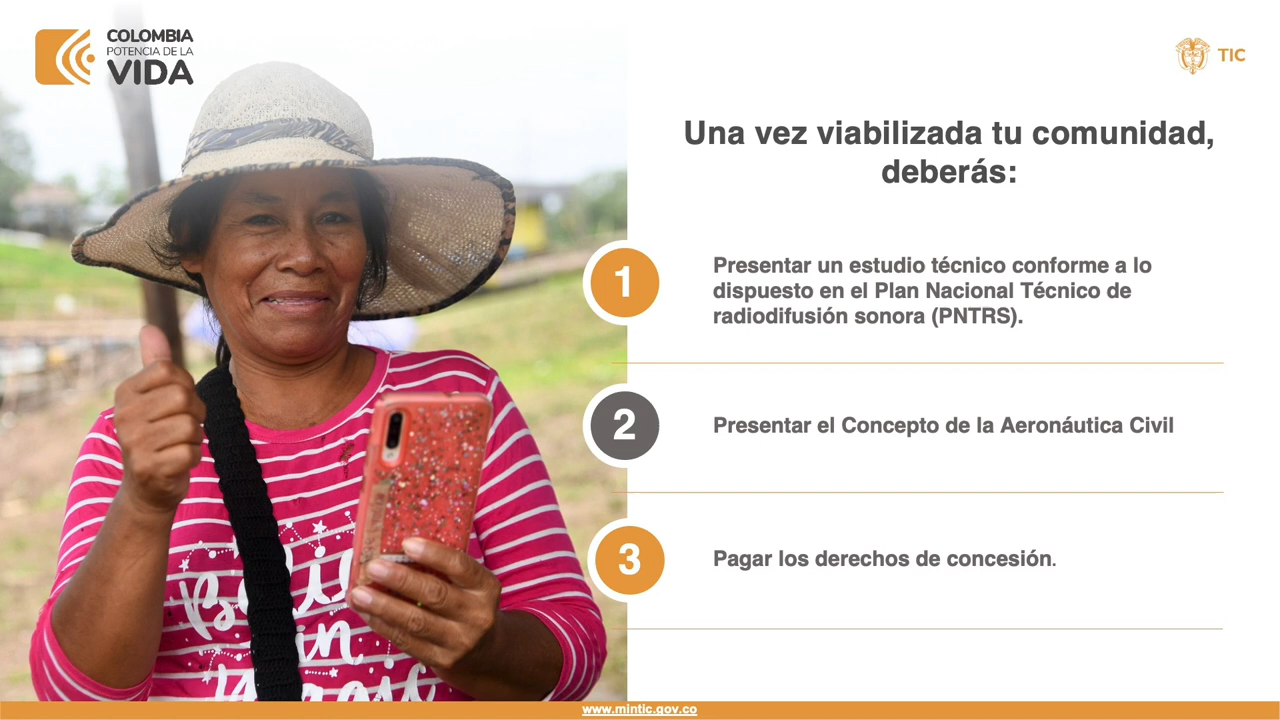 COLOMBIA
POTENCIA DE LA
VIDA
TIC
Una vez viabilizada tu comunidad,
deberás:
1
Presentar un estudio técnico conforme a lo
dispuesto en el Plan Nacional Técnico de
radiodifusión sonora (PNTRS).
2
Presentar el Concepto de la Aeronáutica Civil
3
Pagar los derechos de concesión.
in
www.mintic.gov.co